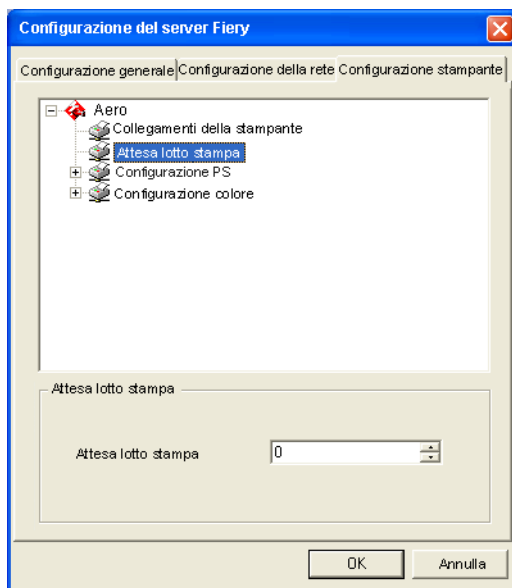 Configurazione del server Fiery
Configurazione generale Configurazione della rete Configurazione stampante
Aero
Collegamenti della stampante
Attesa lotto stampa
Configurazione PS
Configurazione colore
Attesa lotto stampa
Attesa lotto stampa 0
OK Annulla